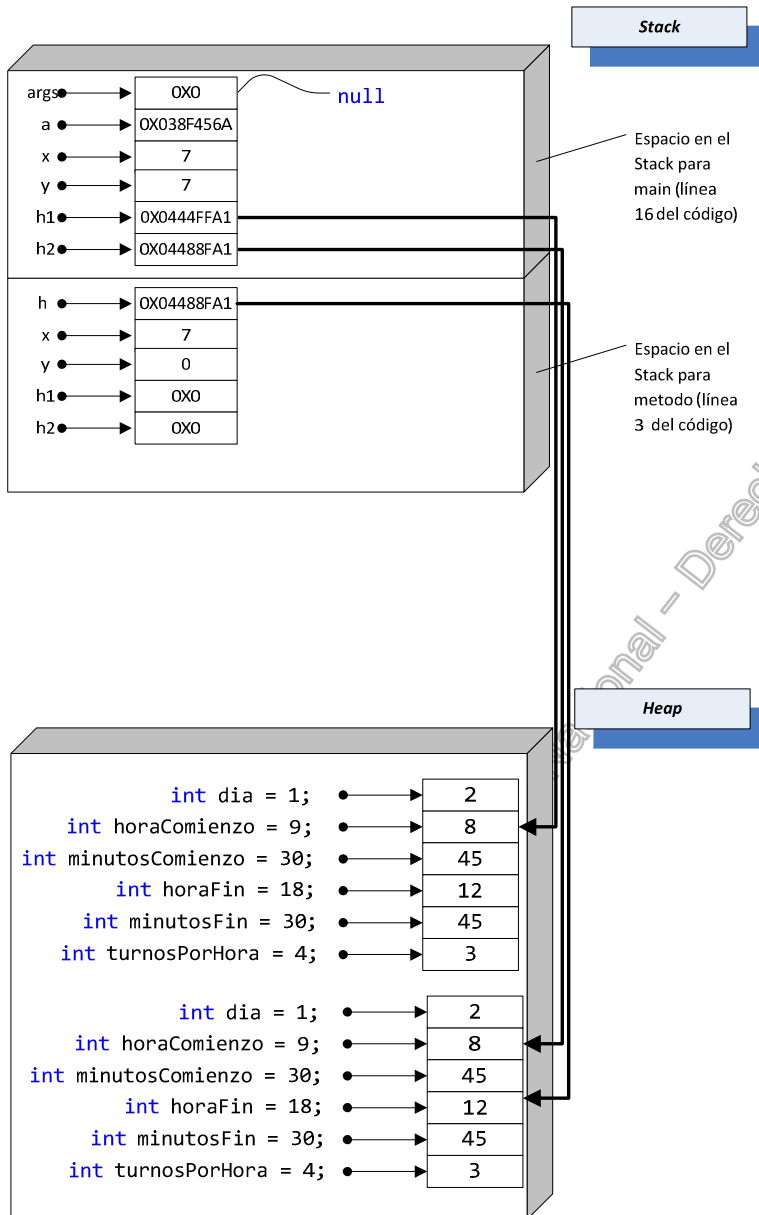 Stack
args
0X0
null
a
0X038F456A
x
7
y
7
h1
0X0444FFA1
h2
0X04488FA1
Espacio en el
Stack para
main (línea
16 del código)
h
0X04488FA1
x
7
y
0
h1
0X0
h2
0X0
Espacio en el
Stack para
metodo (línea
3 del código)
Heap
int dia = 1;
2
int horaComienzo = 9;
8
int minutosComienzo = 30;
45
int horaFin = 18;
12
int minutosFin = 30;
45
int turnosPorHora = 4;
3
int dia = 1;
2
int horaComienzo = 9;
8
int minutosComienzo = 30;
45
int horaFin = 18;
12
int minutosFin = 30;
45
int turnosPorHora = 4;
3